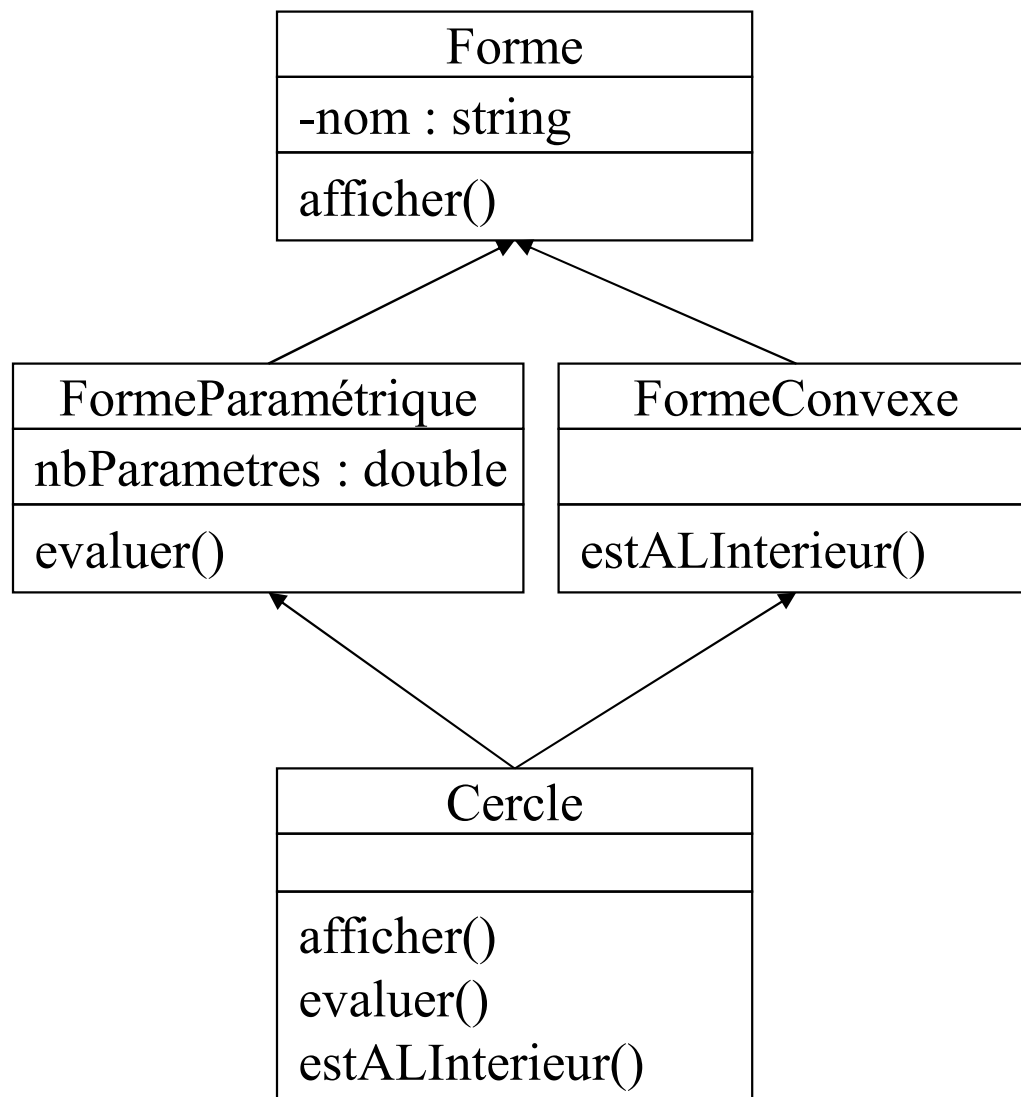 Forme
-nom : string
afficher()
FormeParamétrique
nbParametres : double
evaluer()
FormeConvexe
estALInterieur()
Cercle
afficher()
evaluer()
estALInterieur()